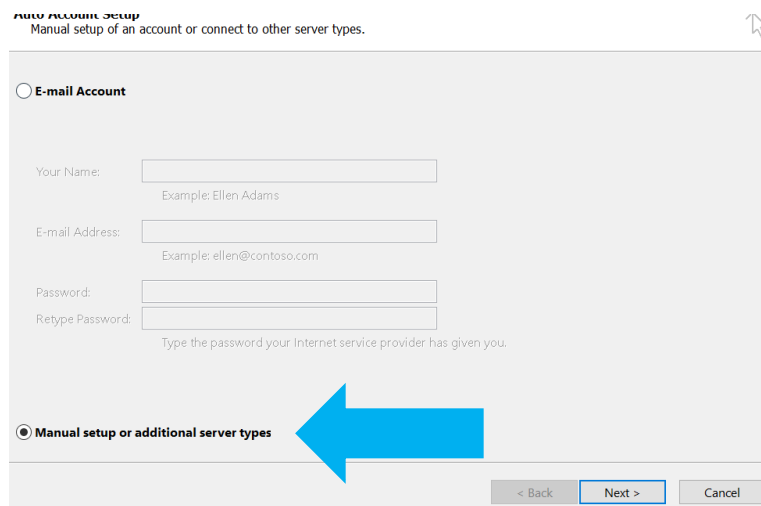 Auto Account Setup
Manual setup of an account or connect to other server types.
E-mail Account
Your Name:
Example: Ellen Adams
E-mail Address:
Example: ellen@contoso.com
Password:
Retype Password:
Type the password your Internet service provider has given you.
Manual setup or additional server types
< Back Next > Cancel